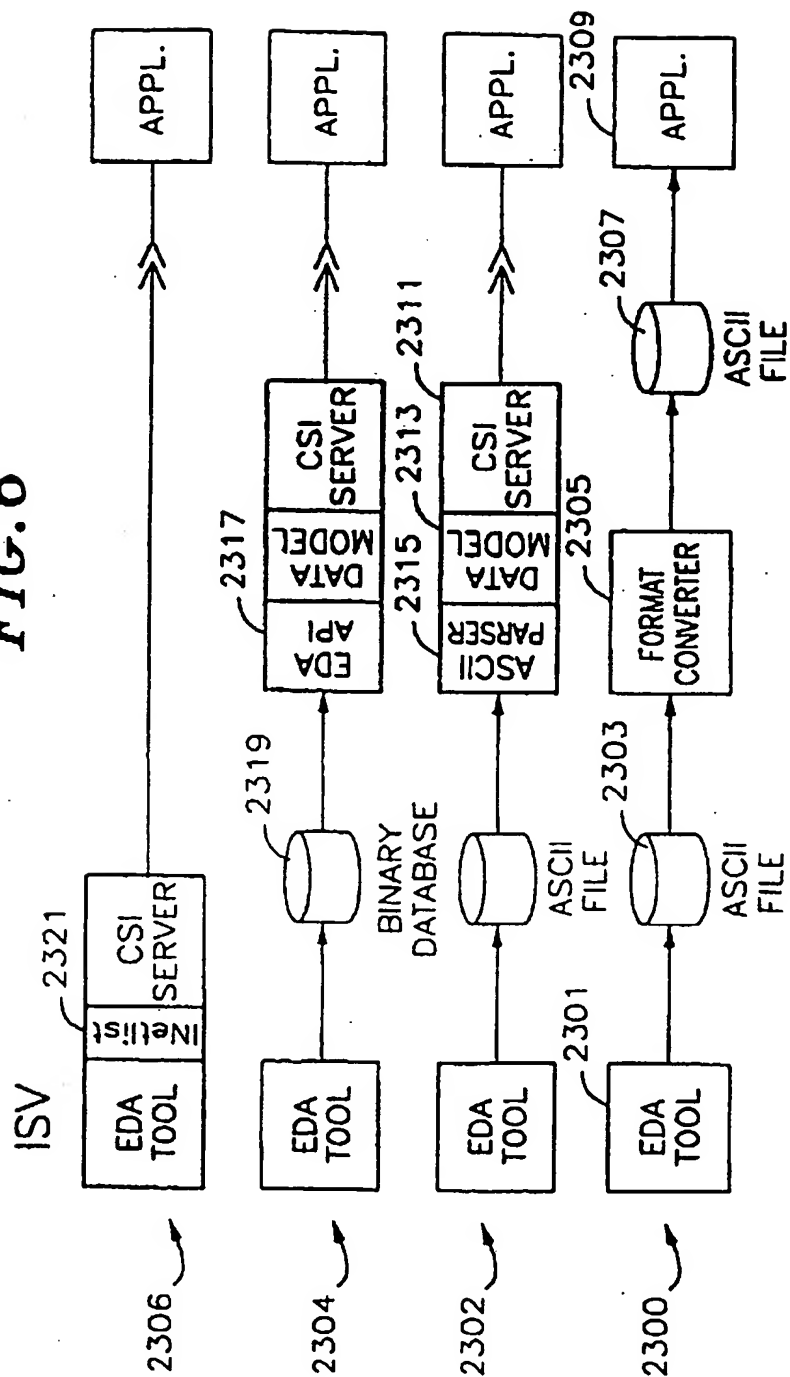 FIG.
ISV
2306
EDA
TOOL
INetlist
2321
CSI
SERVER
APPL.
2304
EDA
TOOL
2319
BINARY
DATABASE
EDA
API
2317
DATA
MODEL
CSI
SERVER
APPL.
2302
EDA
TOOL
ASCII
FILE
ASCII
PARSER
2315
DATA
MODEL
2313
CSI
SERVER
2311
APPL.
2300
EDA
TOOL
2301
2303
ASCII
FILE
FORMAT
CONVERTER
2305
2307
ASCII
FILE
APPL.
2309